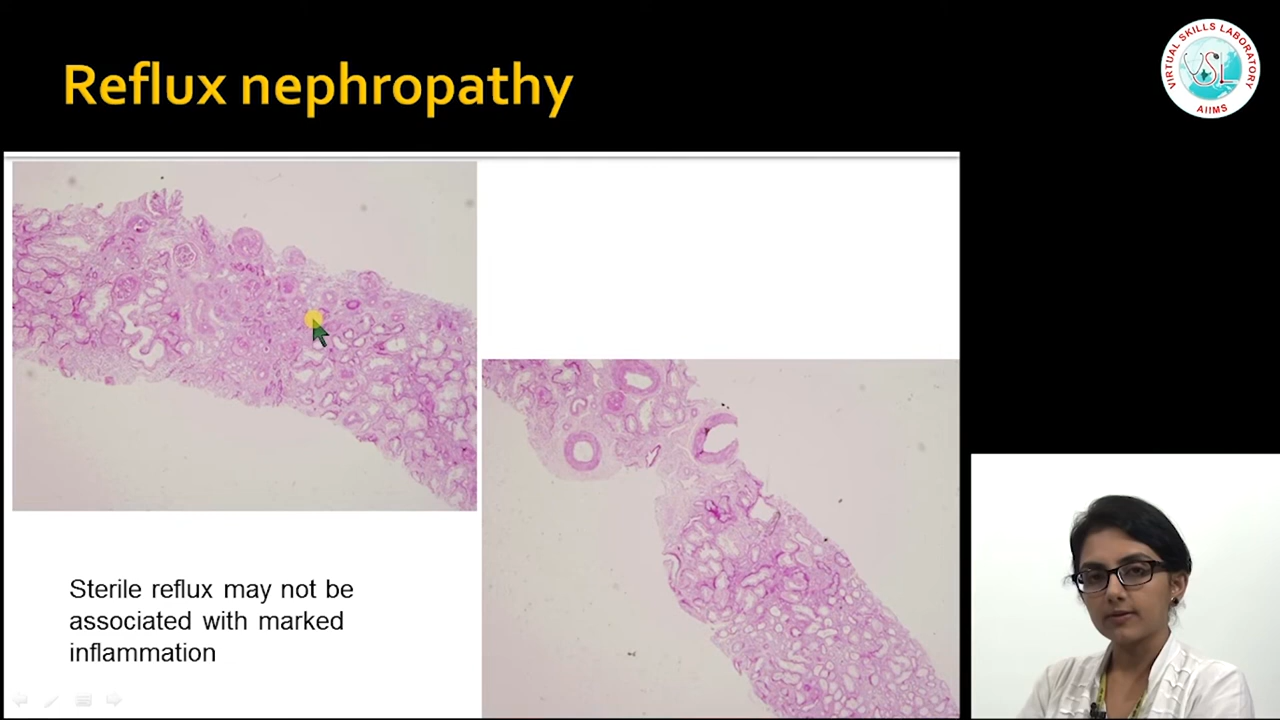 Reflux nephropathy
VIRTUAL SKILLS LABORATORY
VSL
AIIMS
Sterile reflux may not be
associated with marked
inflammation